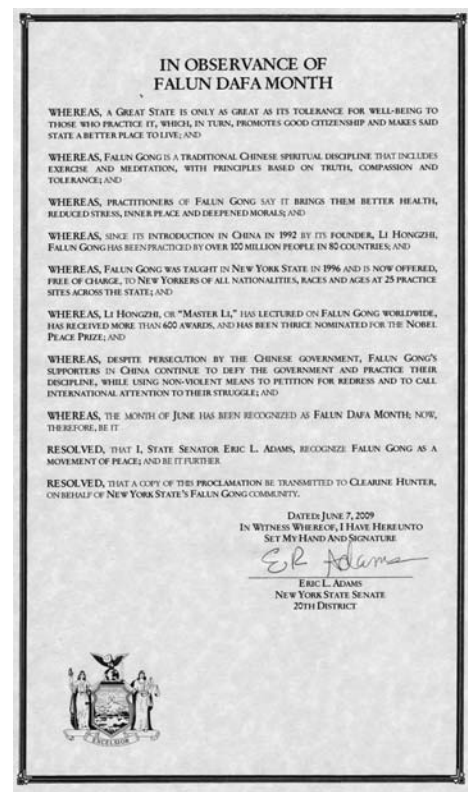 IN OBSERVANCE OF
FALUN DAFA MONTH
WHEREAS, A GREAT STATE IS ONLY AS GREAT AS ITS TOLERANCE FOR WELL-BEING TO
THOSE WHO PRACTICE IT, WHICH, IN TURN, PROMOTES GOOD CITIZENSHIP AND MAKES SAID
STATE A BETTER PLACE TO LIVE; AND
WHEREAS, FALUN GONG IS A TRADITIONAL CHINESE SPIRITUAL DISCIPLINE THAT INCLUDES
EXERCISE AND MEDITATION, WITH PRINCIPLES BASED ON TRUTH, COMPASSION AND
TOLERANCE; AND
WHEREAS, PRACTITIONERS OF FALUN GONG SAY IT BRINGS THEM BETTER HEALTH,
REDUCED STRESS, INNER PEACE AND DEEPENED MORALS; AND
WHEREAS, SINCE ITS INTRODUCTION IN CHINA IN 1992 BY ITS FOUNDER, LI HONGZHI,
FALUN GONG HAS BEEN PRACTICED BY OVER 100 MILLION PEOPLE IN 80 COUNTRIES; AND
WHEREAS, FALUN GONG WAS TAUGHT IN NEW YORK STATE IN 1996 AND IS NOW OFFERED,
FREE OF CHARGE, TO NEW YORKERS OF ALL NATIONALITIES, RACES AND AGES AT 25 PRACTICE
SITES ACROSS THE STATE; AND
WHEREAS, LI HONGZHI, OR "MASTER LI," HAS LECTURED ON FALUN GONG WORLDWIDE,
HAS RECEIVED MORE THAN 600 AWARDS, AND HAS BEEN THRICE NOMINATED FOR THE NOBEL
PEACE PRIZE; AND
WHEREAS, DESPITE PERSECUTION BY THE CHINESE GOVERNMENT, FALUN GONG'S
SUPPORTERS IN CHINA CONTINUE TO DEFY THE GOVERNMENT AND PRACTICE THEIR
DISCIPLINE, WHILE USING NON-VIOLENT MEANS TO PETITION FOR REDRESS AND TO CALL
INTERNATIONAL ATTENTION TO THEIR STRUGGLE; AND
WHEREAS, THE MONTH OF JUNE HAS BEEN RECOGNIZED AS FALUN DAFA MONTH; NOW,
THEREFORE, BE IT
RESOLVED, THAT I, STATE SENATOR ERIC L. ADAMS, RECOGNIZE FALUN GONG AS A
MOVEMENT OF PEACE; AND BE IT FURTHER
RESOLVED, THAT A COPY OF THIS PROCLAMATION BE TRANSMITTED TO CLEARINE HUNTER,
ON BEHALF OF NEW YORK STATE'S FALUN GONG COMMUNITY.
DATED: JUNE 7, 2009
IN WITNESS WHEREOF, I HAVE HEREUNTO
SET MY HAND AND SIGNATURE
ER Adams
ERIC L. ADAMS
NEW YORK STATE SENATE
20TH DISTRICT
EXCELSIOR